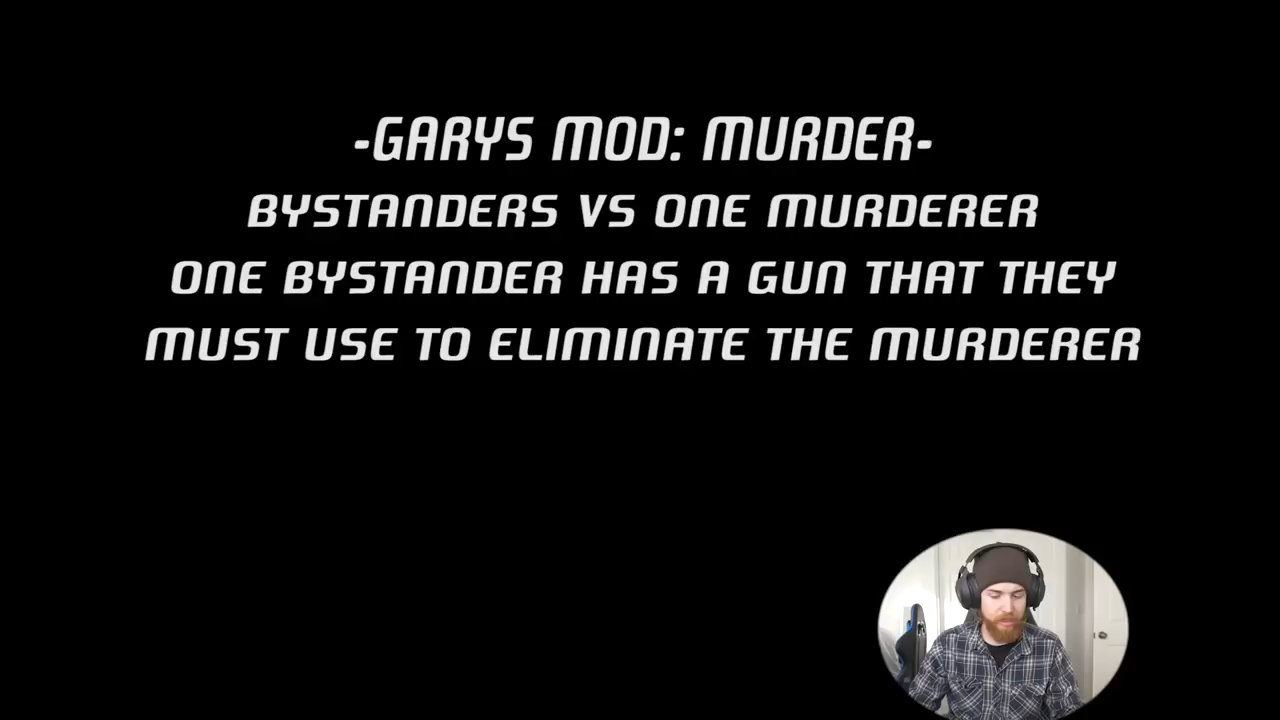 -GARYS MOD: MURDER-
BYSTANDERS VS ONE MURDERER
ONE BYSTANDER HAS A GUN THAT THEY
MUST USE TO ELIMINATE THE MURDERER